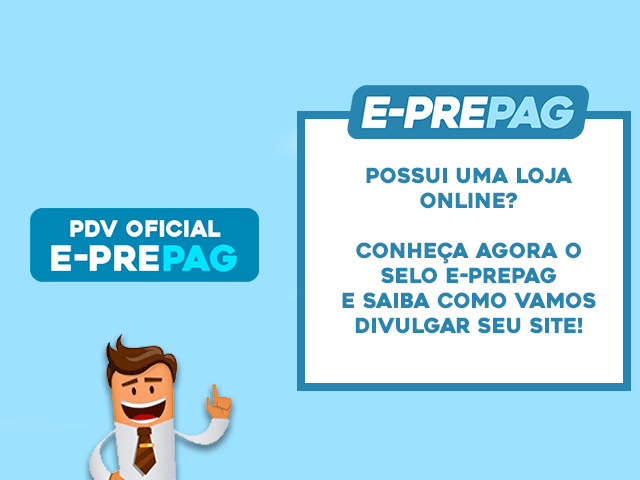 E-PREPAG
POSSUI UMA LOJA
ONLINE?
CONHEÇA AGORA O
SELO E-PREPAG
E SAIBA COMO VAMOS
DIVULGAR SEU SITE!
PDV OFICIAL
E-PREPAG